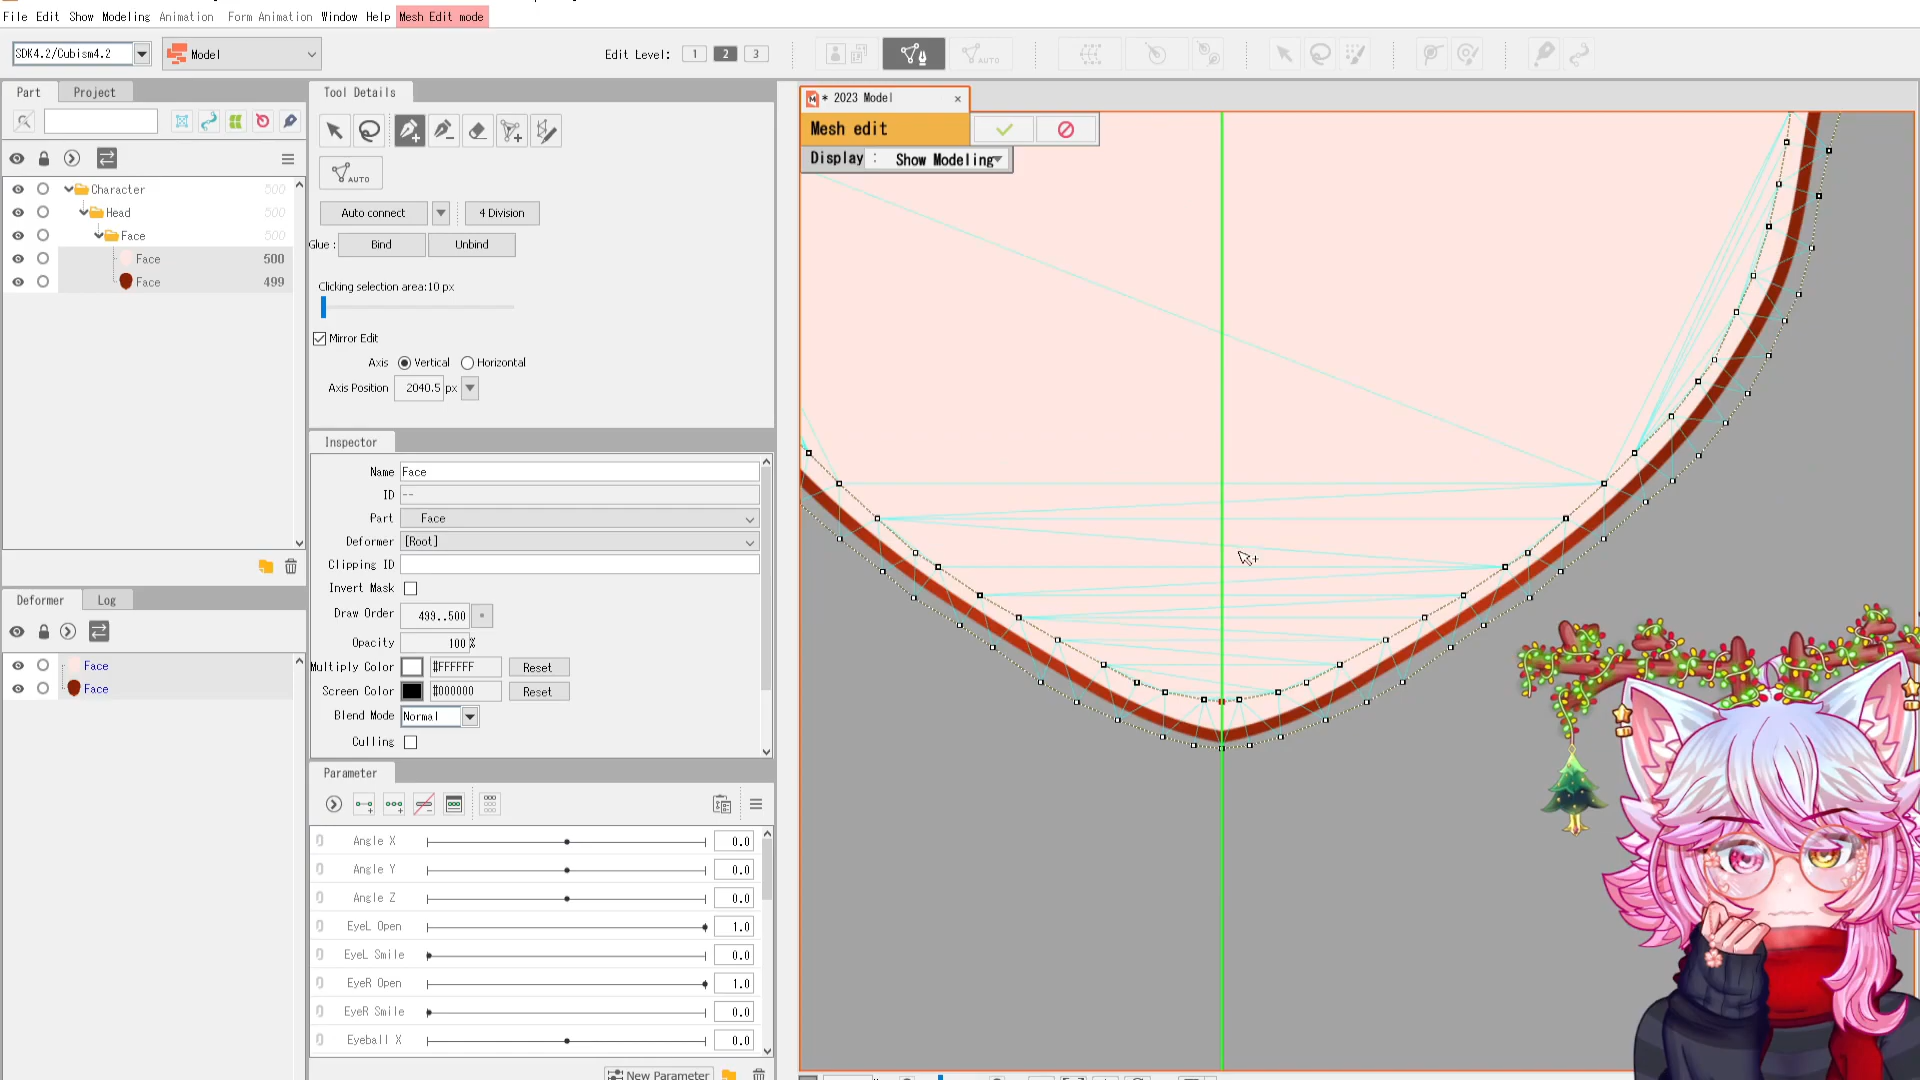 File Edit Show Modeling Animation Form Animation Window Help Mesh Edit mode
SDK4.2/Cubism4.2
Model
Edit Level: 1 2 3
AUTO
Part
Project
Character 500
Head 500
Face 500
Face 500
Face 499
Deformer
Log
Face
Face
Tool Details
AUTO
Auto connect
4 Division
Glue :
Bind
Unbind
Clicking selection area:10 px
Mirror Edit
Axis Vertical Horizontal
Axis Position 2040.5 px
Inspector
Name Face
ID --
Part Face
Deformer [Root]
Clipping ID
Invert Mask
Draw Order 499..500
Opacity 100 %
Multiply Color #FFFFFF Reset
Screen Color #000000 Reset
Blend Mode Normal
Culling
Parameter
Angle X 0.0
Angle Y 0.0
Angle Z 0.0
EyeL Open 1.0
EyeL Smile 0.0
EyeR Open 1.0
EyeR Smile 0.0
Eyeball X 0.0
New Parameter
* 2023 Model
Mesh edit
Display : Show Modeling